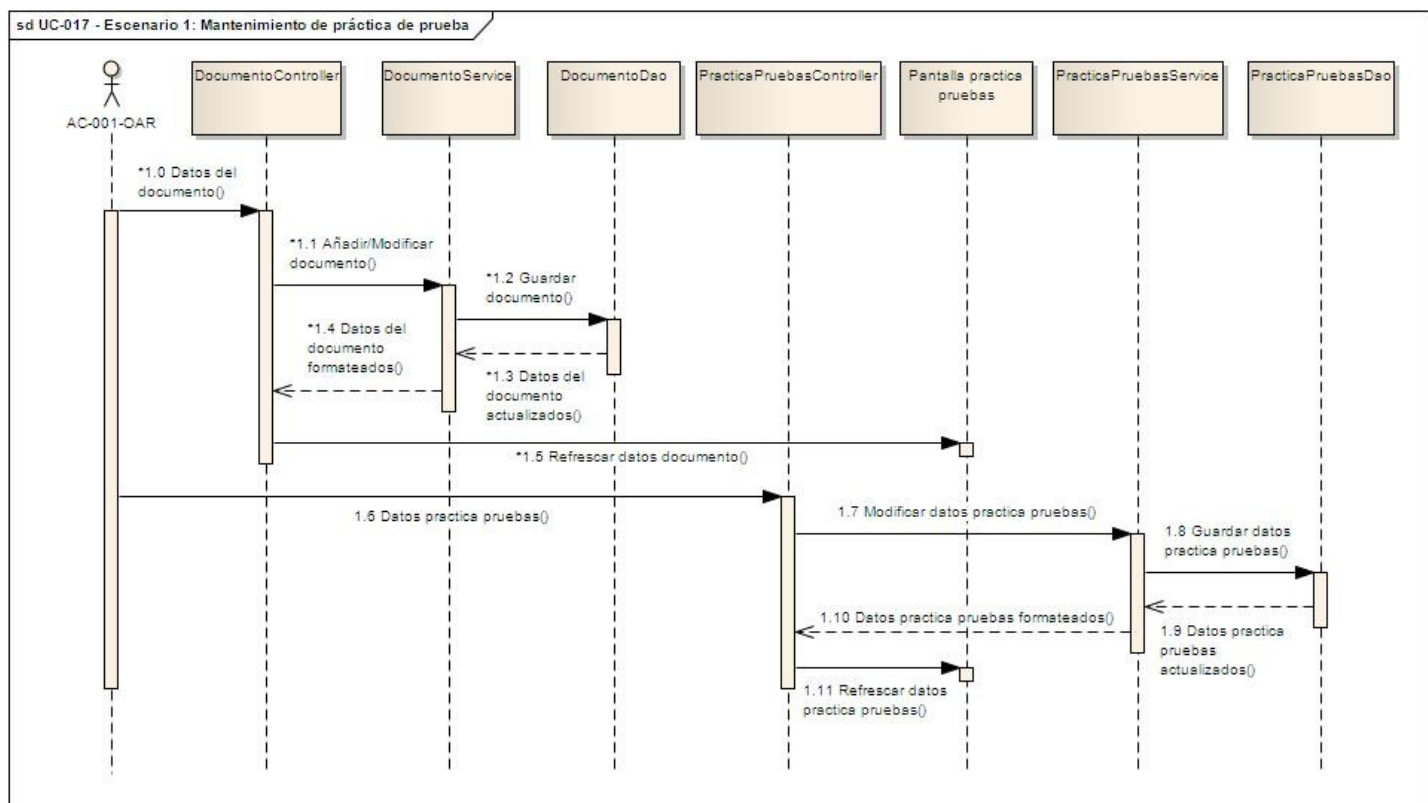 sd UC-017 - Escenario 1: Mantenimiento de práctica de prueba
AC-001-OAR
DocumentoController
DocumentoService
DocumentoDao
PracticaPruebasController
Pantalla practica
pruebas
PracticaPruebasService
PracticaPruebasDao
*1.0 Datos del
documento()
*1.1 Añadir/Modificar
documento()
*1.2 Guardar
documento()
*1.4 Datos del
documento
formateados()
*1.3 Datos del
documento
actualizados()
*1.5 Refrescar datos documento()
1.6 Datos practica pruebas()
1.7 Modificar datos practica pruebas()
1.8 Guardar datos
practica pruebas()
1.10 Datos practica pruebas formateados()
1.9 Datos practica
pruebas
actualizados()
1.11 Refrescar datos
practica pruebas()